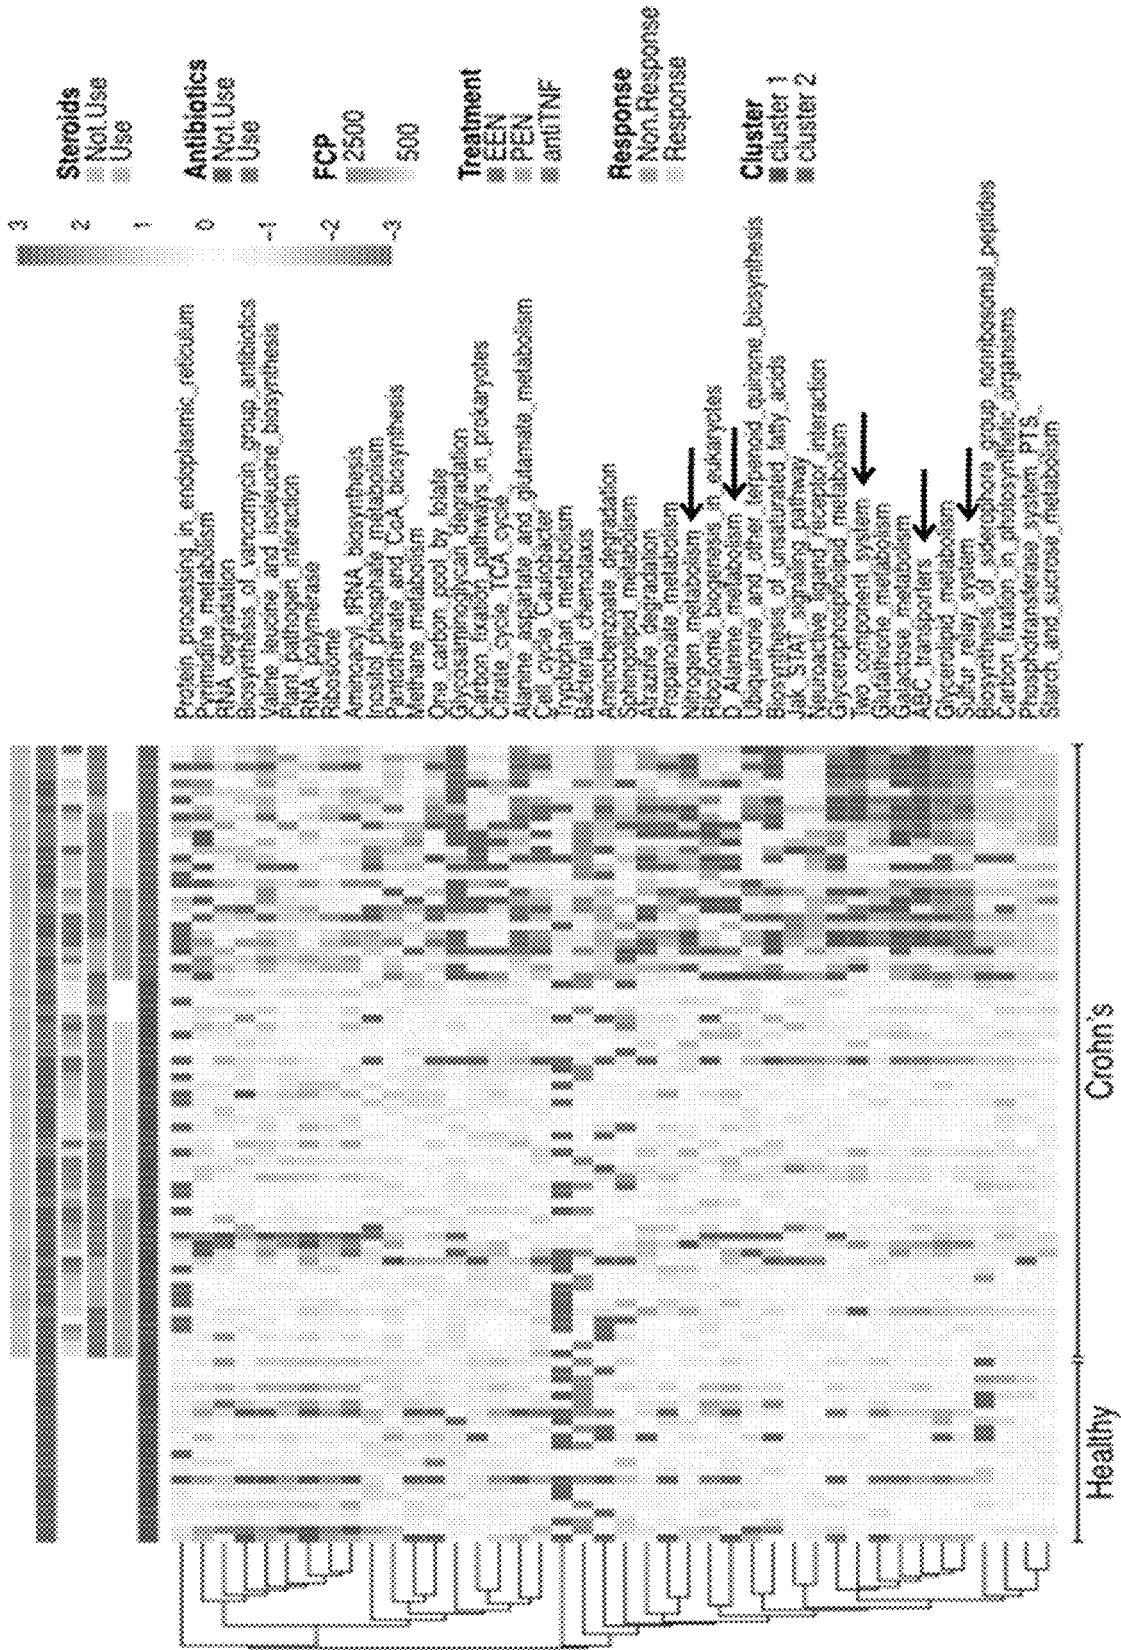 Steroids
Not.Use
Use
Antibiotics
Not.Use
Use
FCP
2500
500
Treatment
EEN
PEN
antiTNF
Response
Non.Response
Response
Cluster
cluster 1
cluster 2
3
2
1
0
-1
-2
-3
Protein_processing_in_endoplasmic_reticulum
Pyrimidine_metabolism
RNA_degradation
Biosynthesis_of_vancomycin_group_antibiotics
Valine_leucine_and_isoleucine_biosynthesis
Plant_pathogen_interaction
RNA_polymerase
Ribosome
Aminoacyl_tRNA_biosynthesis
Inositol_phosphate_metabolism
Pantothenate_and_CoA_biosynthesis
Methane_metabolism
One_carbon_pool_by_folate
Glycosaminoglycan_degradation
Carbon_fixation_pathways_in_prokaryotes
Citrate_cycle_TCA_cycle_
Alanine_aspartate_and_glutamate_metabolism
Cell_cycle_Caulobacter
Tryptophan_metabolism
Bacterial_chemotaxis
Aminobenzoate_degradation
Sphingolipid_metabolism
Atrazine_degradation
Propanoate_metabolism
Nitrogen_metabolism
Ribosome_biogenesis_in_eukaryotes
D_Alanine_metabolism
Ubiquinone_and_other_terpenoid_quinone_biosynthesis
Biosynthesis_of_unsaturated_fatty_acids
Jak_STAT_signaling_pathway
Neuroactive_ligand_receptor_interaction
Glycerophospholipid_metabolism
Two_component_system
Glutathione_metabolism
Galactose_metabolism
ABC_transporters
Glycerolipid_metabolism
Sulfur_relay_system
Biosynthesis_of_siderophore_group_nonribosomal_peptides
Carbon_fixation_in_photosynthetic_organisms
Phosphotransferase_system_PTS_
Starch_and_sucrose_metabolism
Healthy
Crohn's